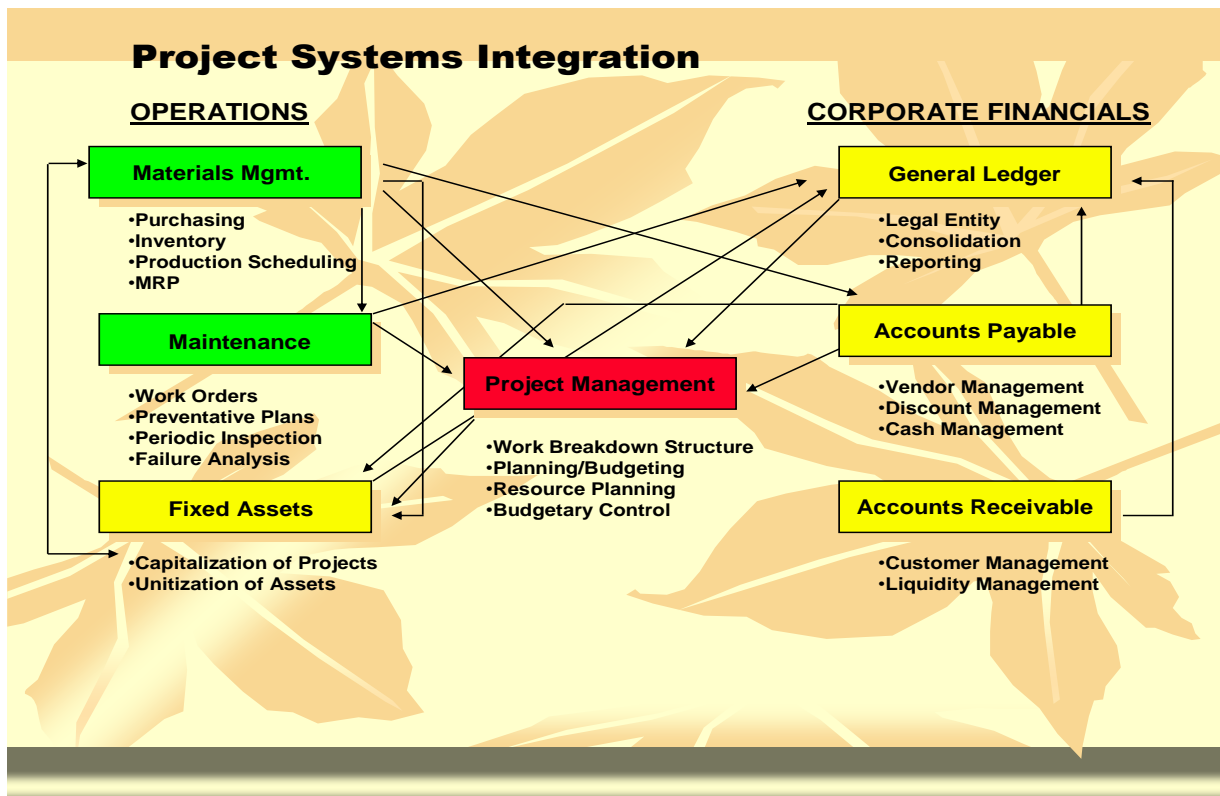 Project Systems Integration
OPERATIONS
CORPORATE FINANCIALS
Materials Mgmt.
•Purchasing
•Inventory
•Production Scheduling
•MRP
Maintenance
•Work Orders
•Preventative Plans
•Periodic Inspection
•Failure Analysis
Fixed Assets
•Capitalization of Projects
•Unitization of Assets
Project Management
•Work Breakdown Structure
•Planning/Budgeting
•Resource Planning
•Budgetary Control
General Ledger
•Legal Entity
•Consolidation
•Reporting
Accounts Payable
•Vendor Management
•Discount Management
•Cash Management
Accounts Receivable
•Customer Management
•Liquidity Management